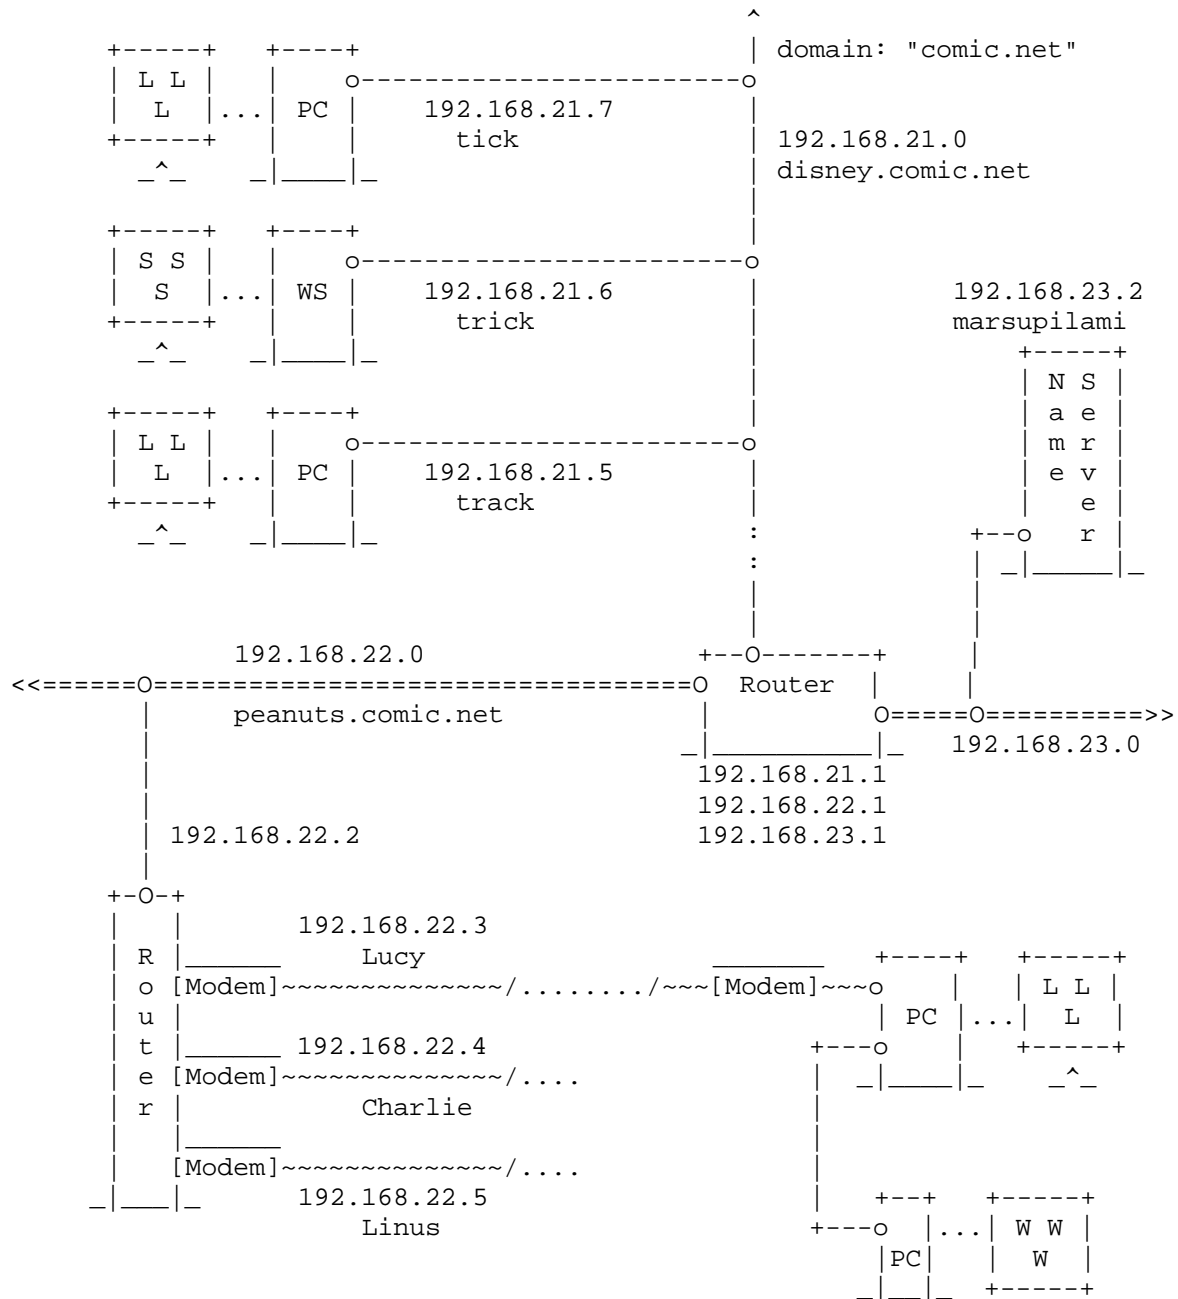 domain: "comic.net"
L L
L ... PC
192.168.21.7
tick
192.168.21.0
disney.comic.net
S S
S ... WS
192.168.21.6
trick
192.168.23.2
marsupilami
Name Server
L L
L ... PC
192.168.21.5
track
192.168.22.0
Router
peanuts.comic.net
192.168.23.0
192.168.21.1
192.168.22.1
192.168.23.1
192.168.22.2
Router
192.168.22.3
Lucy
[Modem]~~~~~~~~~~~~~~/......../~~~[Modem]~~~o
L L
PC ... L
192.168.22.4
[Modem]~~~~~~~~~~~~~~/....
Charlie
[Modem]~~~~~~~~~~~~~~/....
192.168.22.5
Linus
... W W
PC W